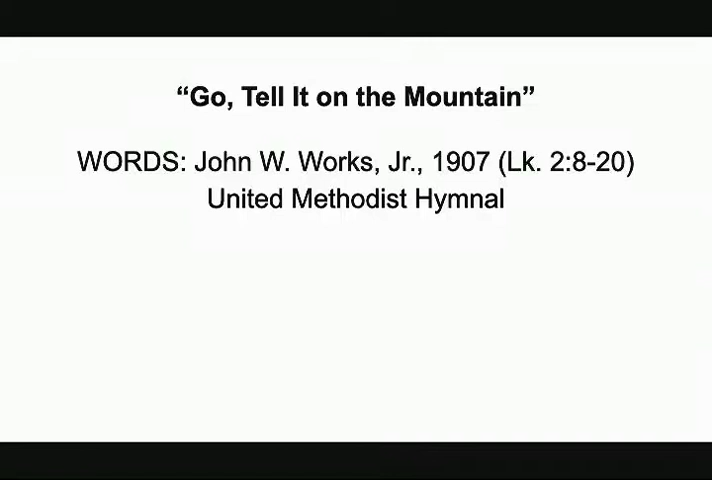 “Go, Tell It on the Mountain”
WORDS: John W. Works, Jr., 1907 (Lk. 2:8-20)
United Methodist Hymnal